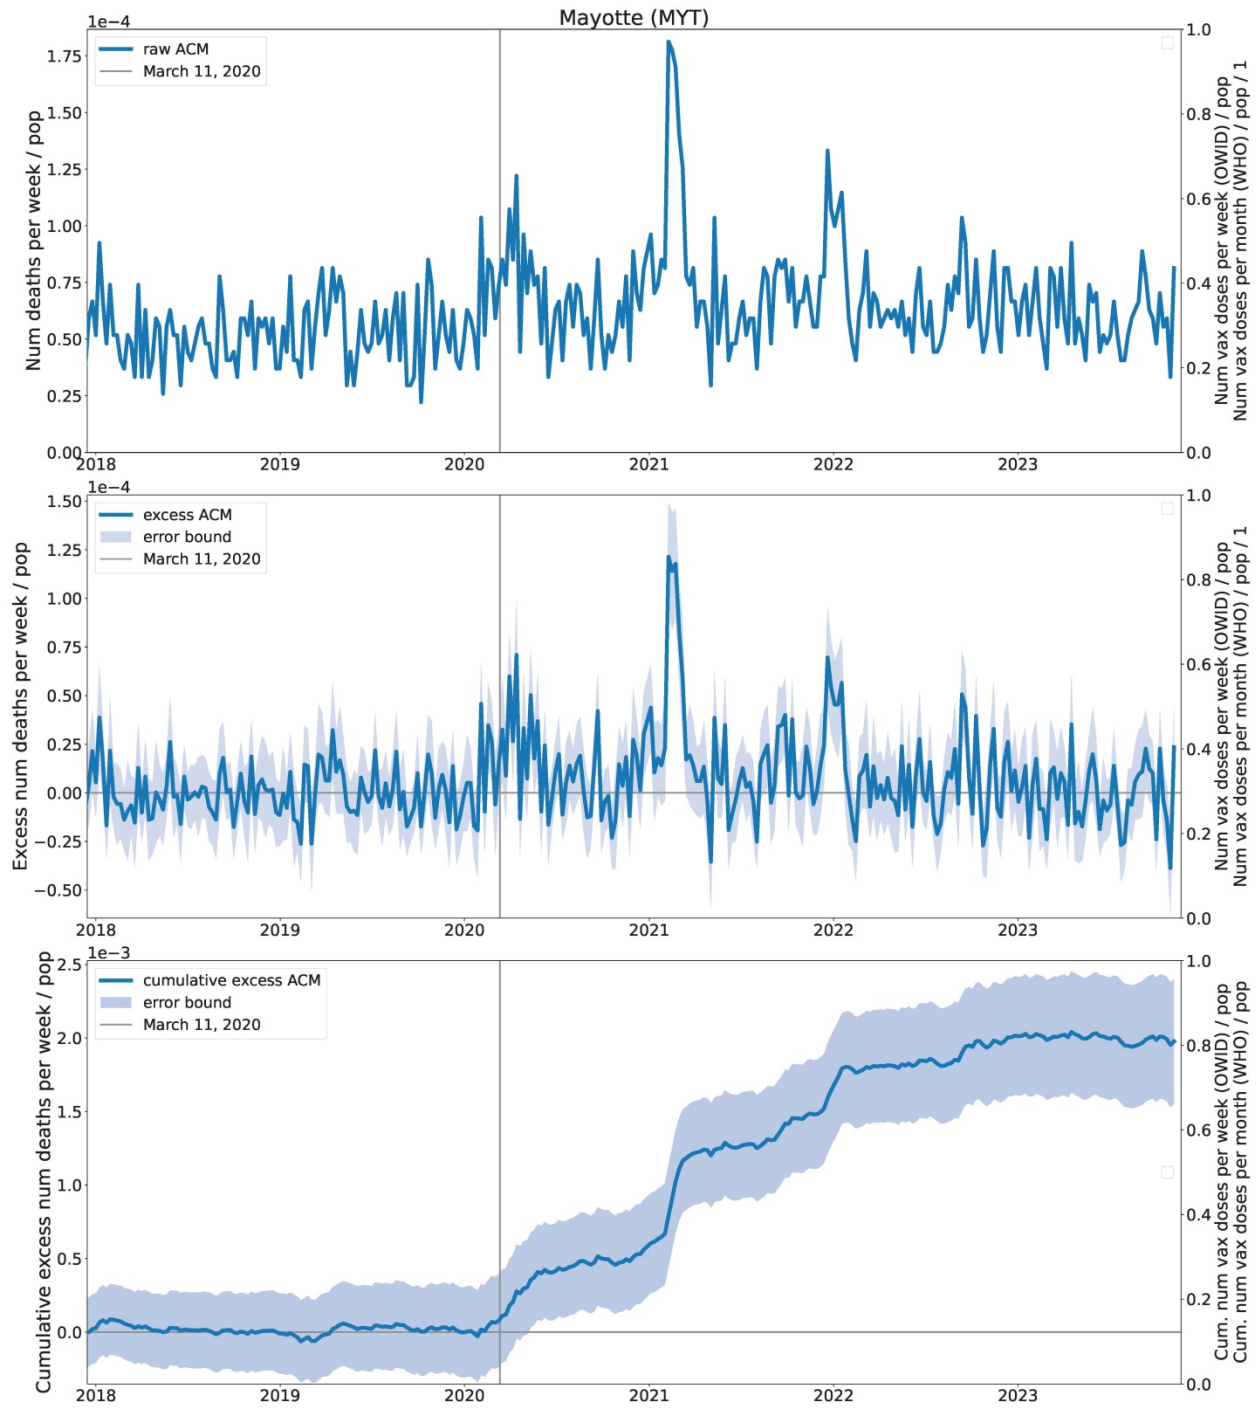 Mayotte (MYT)
1e−4
raw ACM
March 11, 2020
Num deaths per week / pop
1.75
1.50
1.25
1.00
0.75
0.50
0.25
0.00
1.0
0.8
0.6
0.4
0.2
0.0
Num vax doses per week (OWID) / pop
Num vax doses per month (WHO) / pop / 1
2018 2019 2020 2021 2022 2023
1e−4
excess ACM
error bound
March 11, 2020
Excess num deaths per week / pop
1.50
1.25
1.00
0.75
0.50
0.25
0.00
−0.25
−0.50
1.0
0.8
0.6
0.4
0.2
0.0
Num vax doses per week (OWID) / pop
Num vax doses per month (WHO) / pop / 1
2018 2019 2020 2021 2022 2023
1e−3
cumulative excess ACM
error bound
March 11, 2020
Cumulative excess num deaths per week / pop
2.5
2.0
1.5
1.0
0.5
0.0
1.0
0.8
0.6
0.4
0.2
0.0
Cum. num vax doses per week (OWID) / pop
Cum. num vax doses per month (WHO) / pop
2018 2019 2020 2021 2022 2023